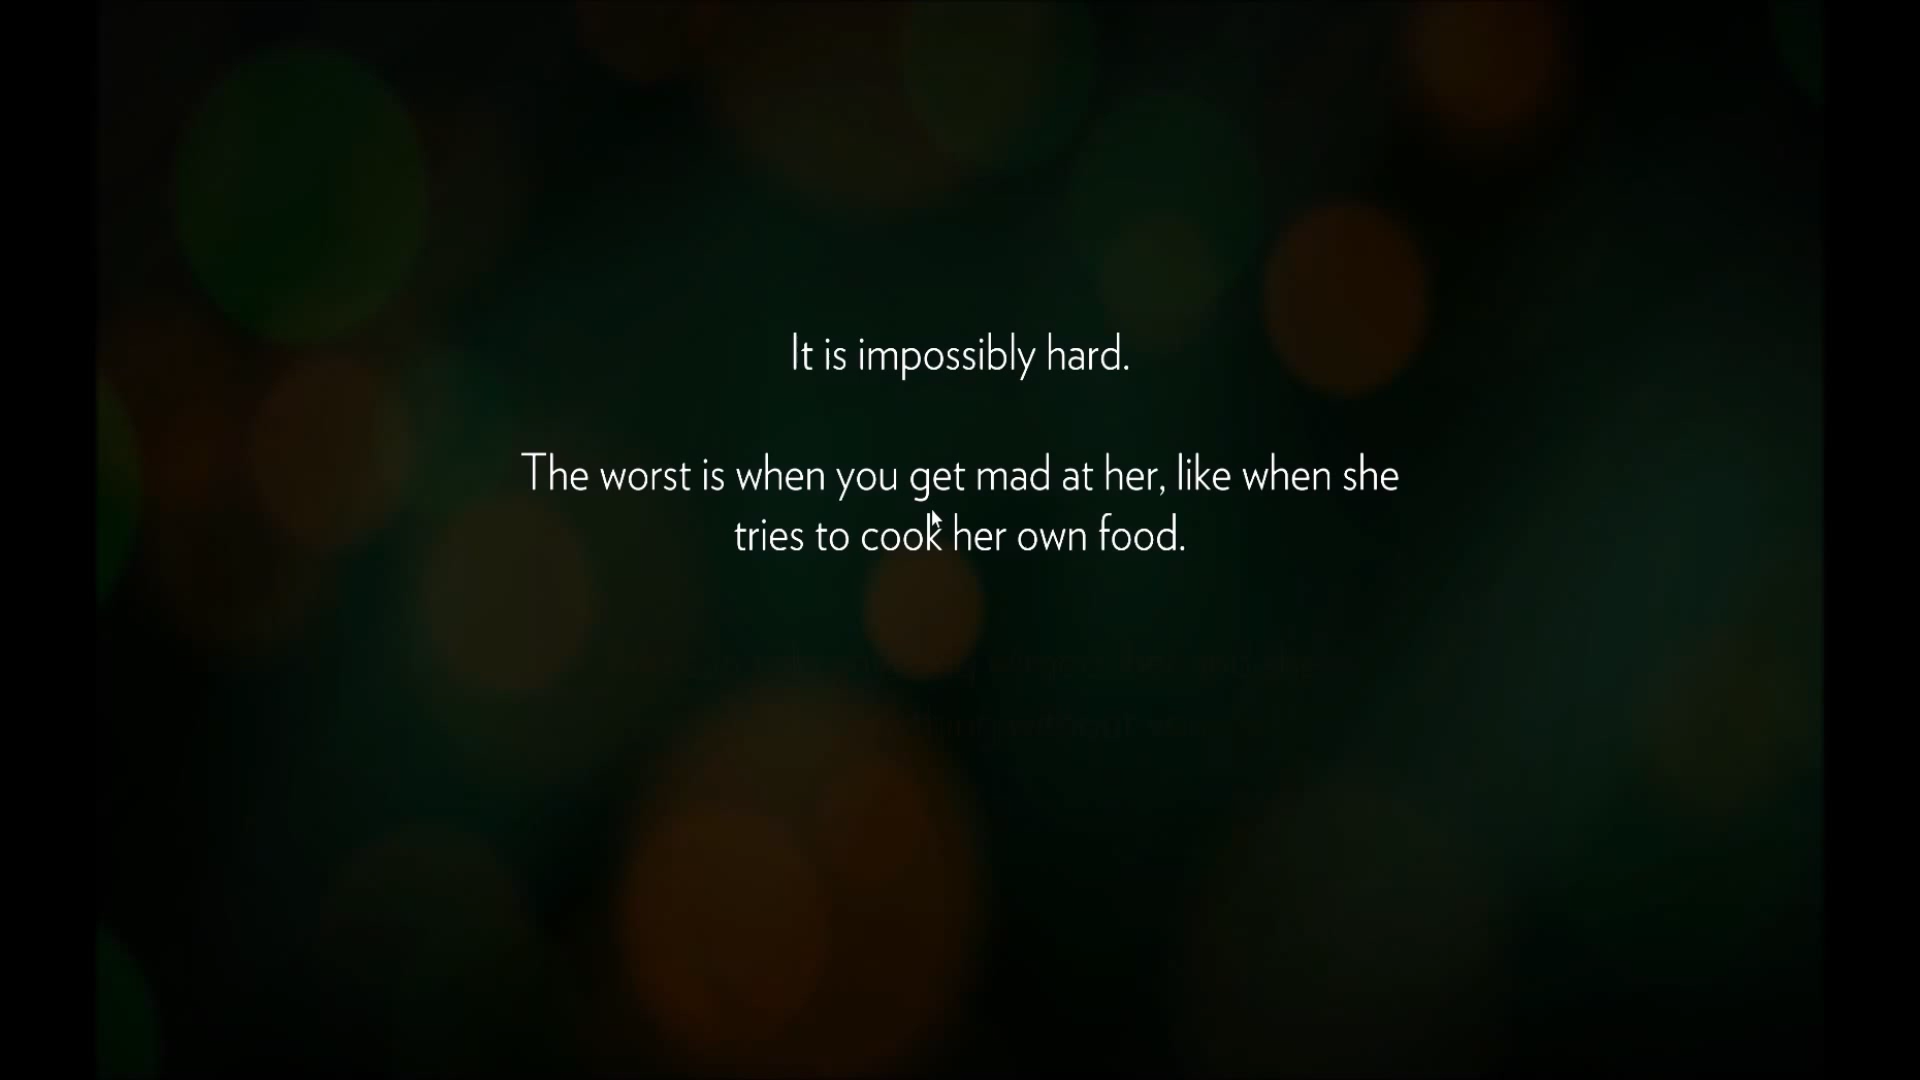 It is impossibly hard.
The worst is when you get mad at her, like when she
tries to cook her own food.